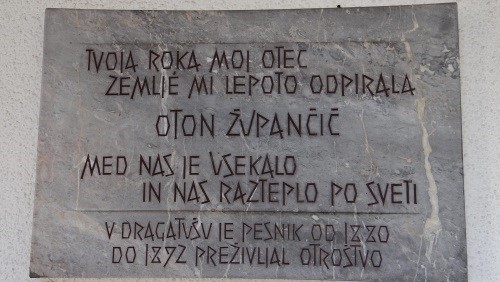 TVOJA ROKA MOJ OTEC
ZEMLJÉ MI LEPOTO ODPIRALA
OTON ŽUPANČIČ
MED NAS JE VSEKALO
IN NAS RAZTEPLO PO SVETI
V DRAGATUŠU JE PESNIK OD 1880
DO 1892 PREŽIVLJAL OTROŠTVO